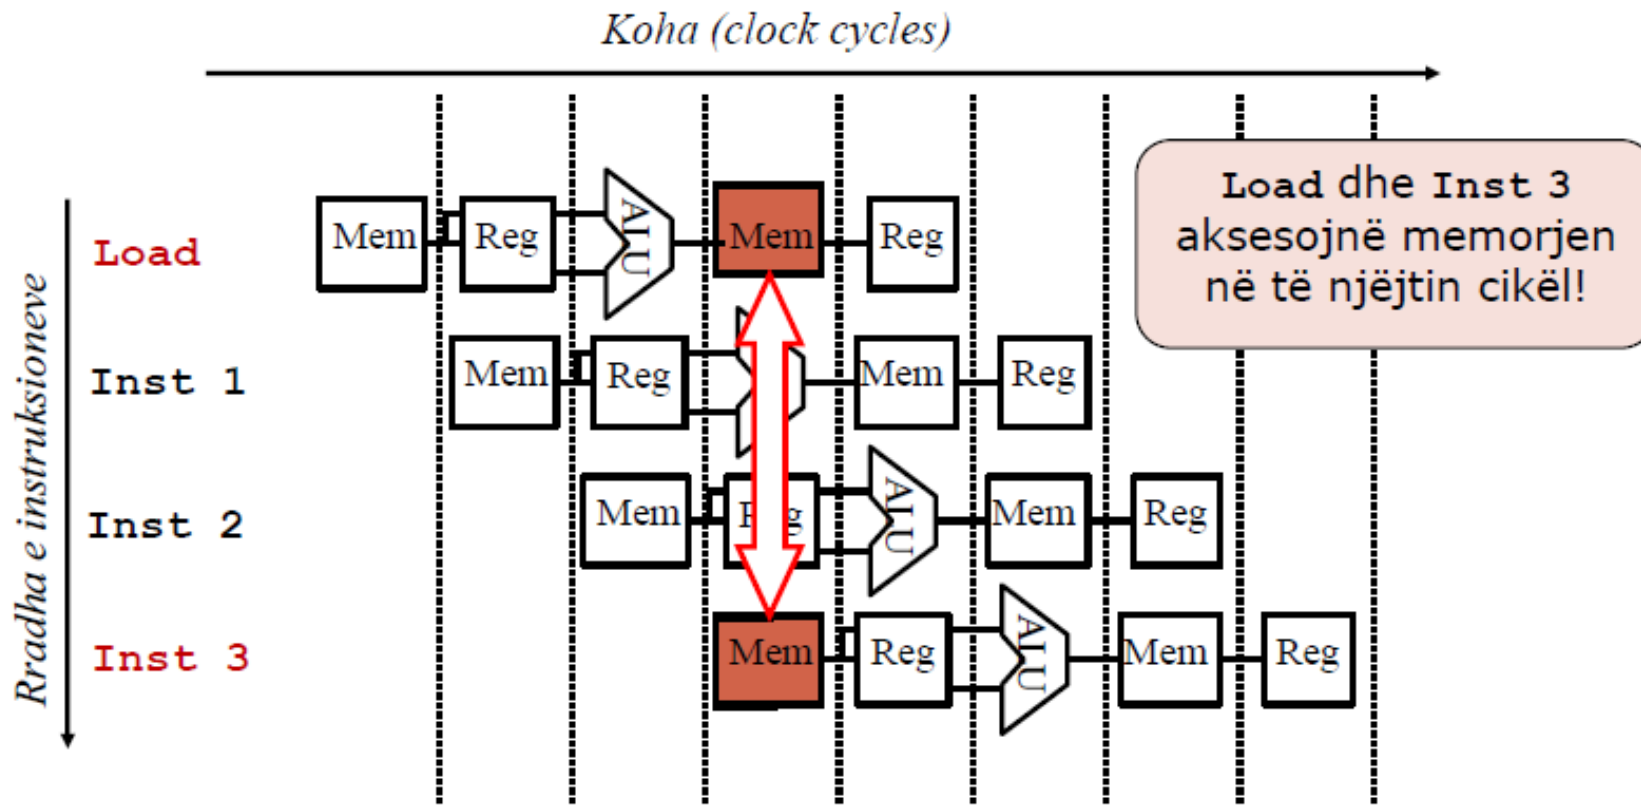 Koha (clock cycles)
Load dhe Inst 3
aksesojnë memorjen
në të njëjtin cikël!
Rradha e instruksioneve
Load
Mem Reg ALU Mem Reg
Inst 1
Mem Reg Mem Reg
Inst 2
Mem Reg ALU Mem Reg
Inst 3
Mem Reg ALU Mem Reg